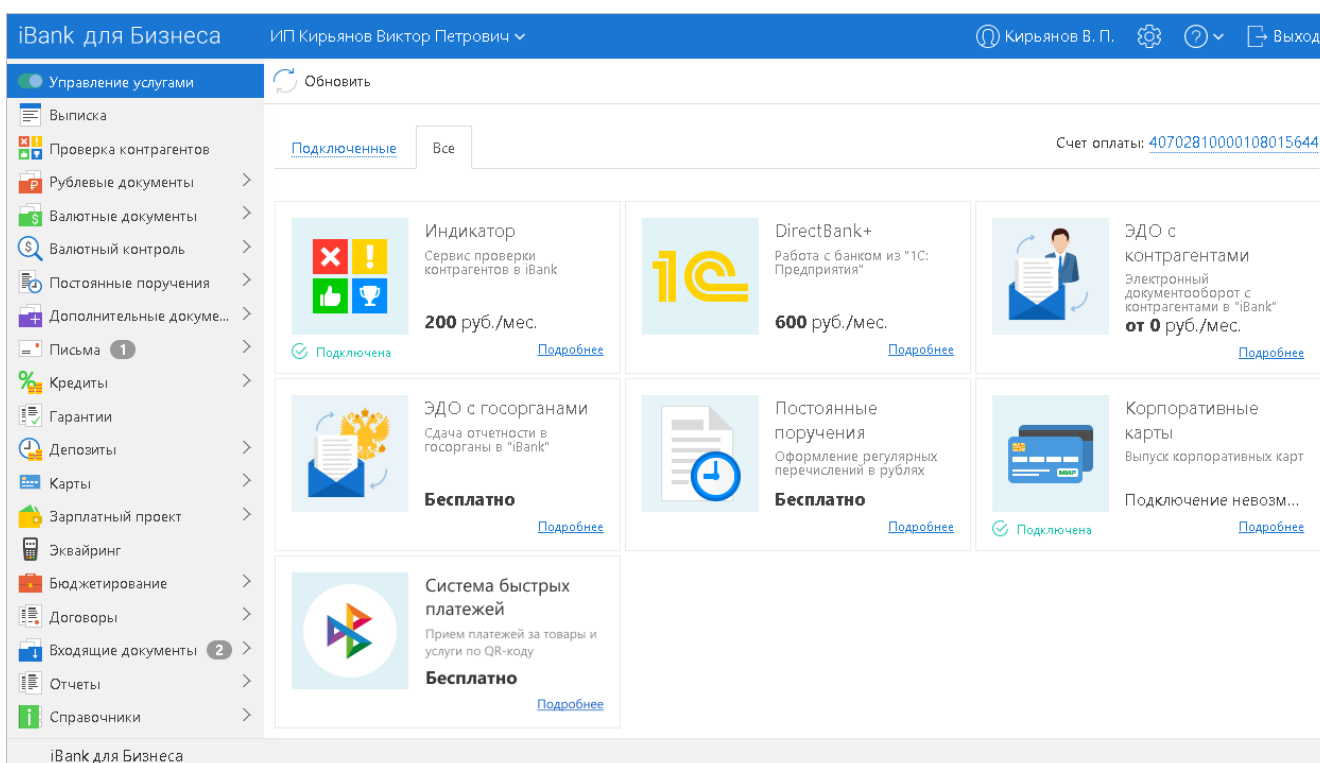 iBank для Бизнеса
ИП Кирьянов Виктор Петрович
Кирьянов В. П.
Выход
Управление услугами
Выписка
Проверка контрагентов
Рублевые документы
Валютные документы
Валютный контроль
Постоянные поручения
Дополнительные докуме...
Письма 1
Кредиты
Гарантии
Депозиты
Карты
Зарплатный проект
Эквайринг
Бюджетирование
Договоры
Входящие документы 2
Отчеты
Справочники
Обновить
Подключенные
Все
Счет оплаты: 40702810000108015644
Индикатор
Сервис проверки
контрагентов в iBank
200 руб./мес.
Подключена
Подробнее
1С
DirectBank+
Работа с банком из "1С:
Предприятия"
600 руб./мес.
Подробнее
ЭДО с
контрагентами
Электронный
документооборот с
контрагентами в "iBank"
от 0 руб./мес.
Подробнее
ЭДО с госорганами
Сдача отчетности в
госорганы в "iBank"
Бесплатно
Подробнее
Постоянные
поручения
Оформление регулярных
перечислений в рублях
Бесплатно
Подробнее
МИР
Корпоративные
карты
Выпуск корпоративных карт
Подключение невозм...
Подключена
Подробнее
Система быстрых
платежей
Прием платежей за товары и
услуги по QR-коду
Бесплатно
Подробнее
iBank для Бизнеса